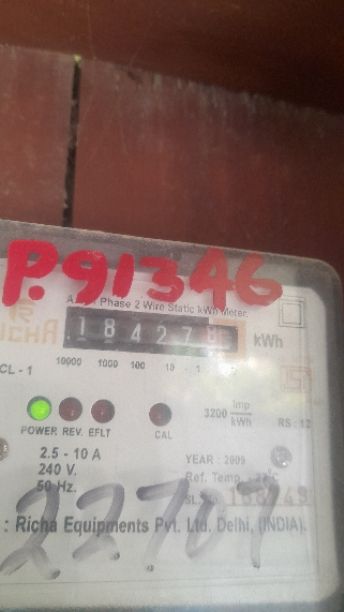 P.91346
Phase 2 Wire Static kWh Meter.
18427
kWh
CL - 1
10000 1000 100 10 1
POWER REV. EFLT CAL
3200 Imp/kWh
2.5 - 10 A
240 V.
50 Hz.
YEAR : 2009
Ref. Temp.
: Richa Equipments Pvt. Ltd. Delhi, (INDIA).
22707